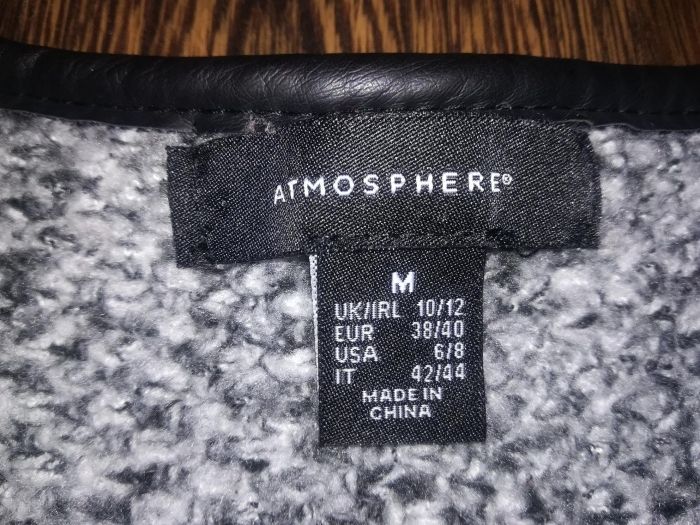 ATMOSPHERE®
M
UK/IRL 10/12
EUR 38/40
USA 6/8
IT 42/44
MADE IN
CHINA